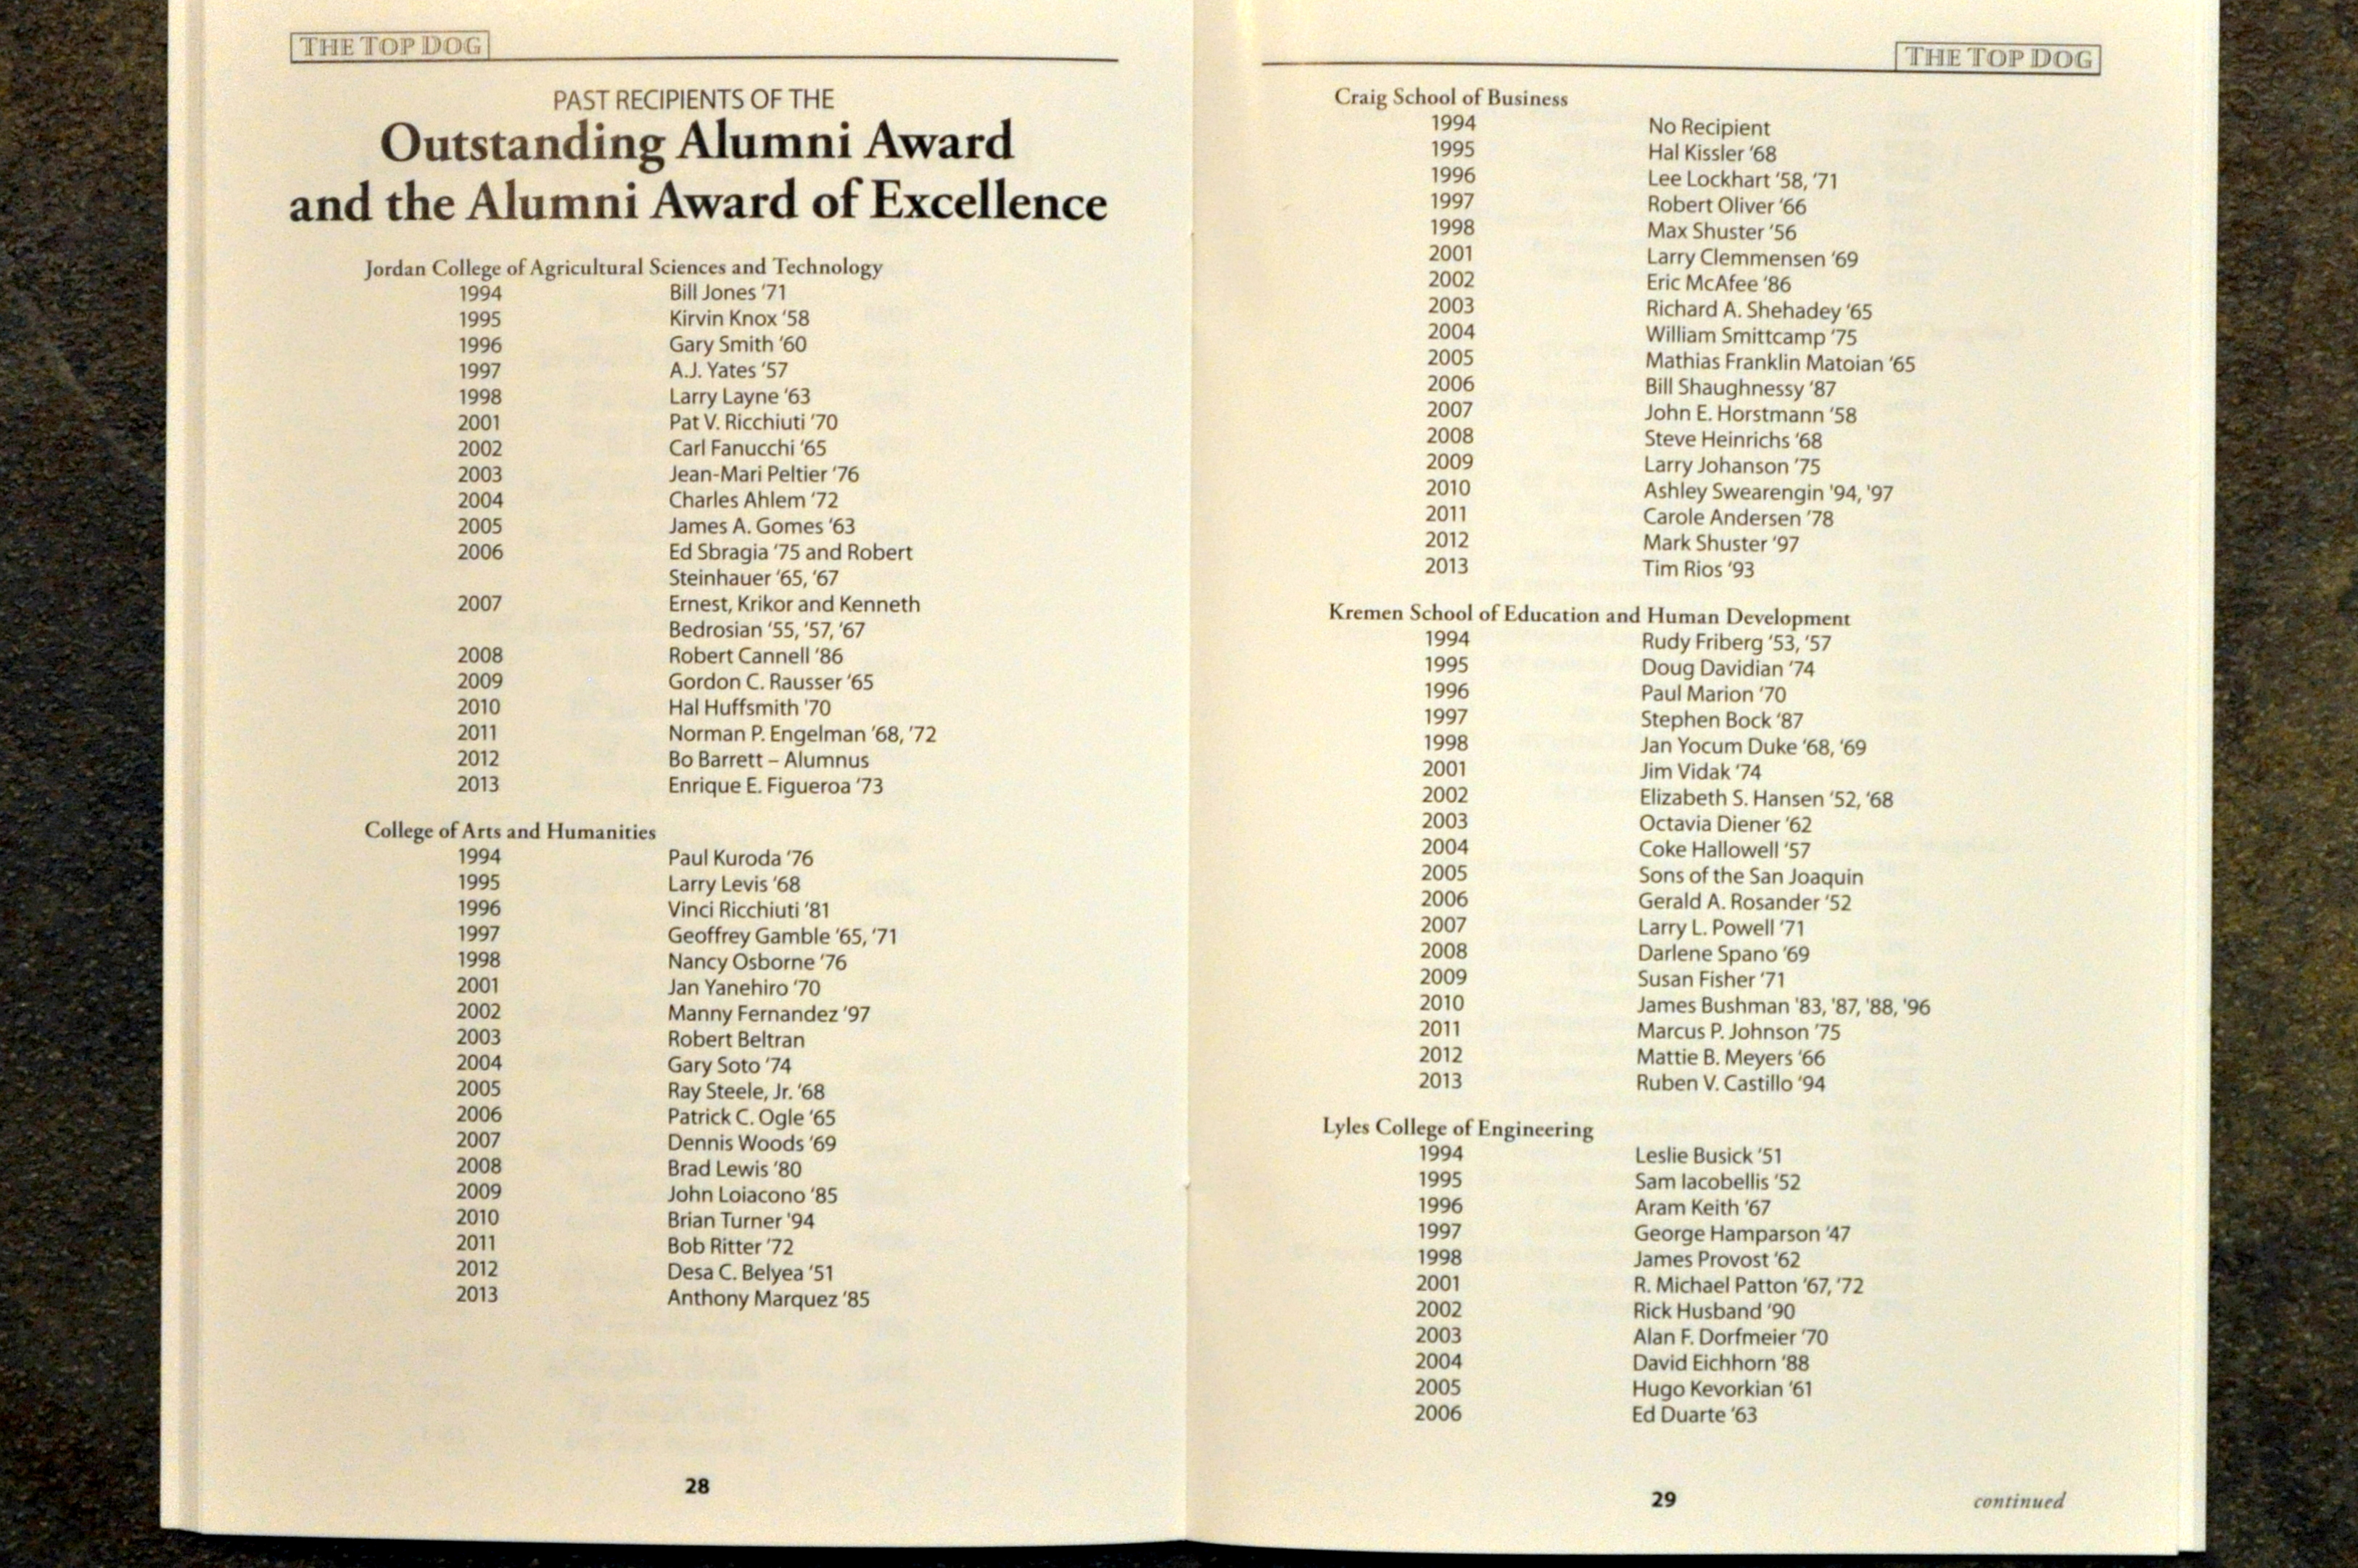 THE TOP DOG
PAST RECIPIENTS OF THE
Outstanding Alumni Award
and the Alumni Award of Excellence
Jordan College of Agricultural Sciences and Technology
1994 Bill Jones '71
1995 Kirvin Knox '58
1996 Gary Smith '60
1997 A.J. Yates '57
1998 Larry Layne '63
2001 Pat V. Ricchiuti '70
2002 Carl Fanucchi '65
2003 Jean-Mari Peltier '76
2004 Charles Ahlem '72
2005 James A. Gomes '63
2006 Ed Sbragia '75 and Robert
Steinhauer '65, '67
2007 Ernest, Krikor and Kenneth
Bedrosian '55, '57, '67
2008 Robert Cannell '86
2009 Gordon C. Rausser '65
2010 Hal Huffsmith '70
2011 Norman P. Engelman '68, '72
2012 Bo Barrett – Alumnus
2013 Enrique E. Figueroa '73
College of Arts and Humanities
1994 Paul Kuroda '76
1995 Larry Levis '68
1996 Vinci Ricchiuti '81
1997 Geoffrey Gamble '65, '71
1998 Nancy Osborne '76
2001 Jan Yanehiro '70
2002 Manny Fernandez '97
2003 Robert Beltran
2004 Gary Soto '74
2005 Ray Steele, Jr. '68
2006 Patrick C. Ogle '65
2007 Dennis Woods '69
2008 Brad Lewis '80
2009 John Loiacono '85
2010 Brian Turner '94
2011 Bob Ritter '72
2012 Desa C. Belyea '51
2013 Anthony Marquez '85
28
THE TOP DOG
Craig School of Business
1994 No Recipient
1995 Hal Kissler '68
1996 Lee Lockhart '58, '71
1997 Robert Oliver '66
1998 Max Shuster '56
2001 Larry Clemmensen '69
2002 Eric McAfee '86
2003 Richard A. Shehadey '65
2004 William Smittcamp '75
2005 Mathias Franklin Matoian '65
2006 Bill Shaughnessy '87
2007 John E. Horstmann '58
2008 Steve Heinrichs '68
2009 Larry Johanson '75
2010 Ashley Swearengin '94, '97
2011 Carole Andersen '78
2012 Mark Shuster '97
2013 Tim Rios '93
Kremen School of Education and Human Development
1994 Rudy Friberg '53, '57
1995 Doug Davidian '74
1996 Paul Marion '70
1997 Stephen Bock '87
1998 Jan Yocum Duke '68, '69
2001 Jim Vidak '74
2002 Elizabeth S. Hansen '52, '68
2003 Octavia Diener '62
2004 Coke Hallowell '57
2005 Sons of the San Joaquin
2006 Gerald A. Rosander '52
2007 Larry L. Powell '71
2008 Darlene Spano '69
2009 Susan Fisher '71
2010 James Bushman '83, '87, '88, '96
2011 Marcus P. Johnson '75
2012 Mattie B. Meyers '66
2013 Ruben V. Castillo '94
Lyles College of Engineering
1994 Leslie Busick '51
1995 Sam Iacobellis '52
1996 Aram Keith '67
1997 George Hamparson '47
1998 James Provost '62
2001 R. Michael Patton '67, '72
2002 Rick Husband '90
2003 Alan F. Dorfmeier '70
2004 David Eichhorn '88
2005 Hugo Kevorkian '61
2006 Ed Duarte '63
29
continued